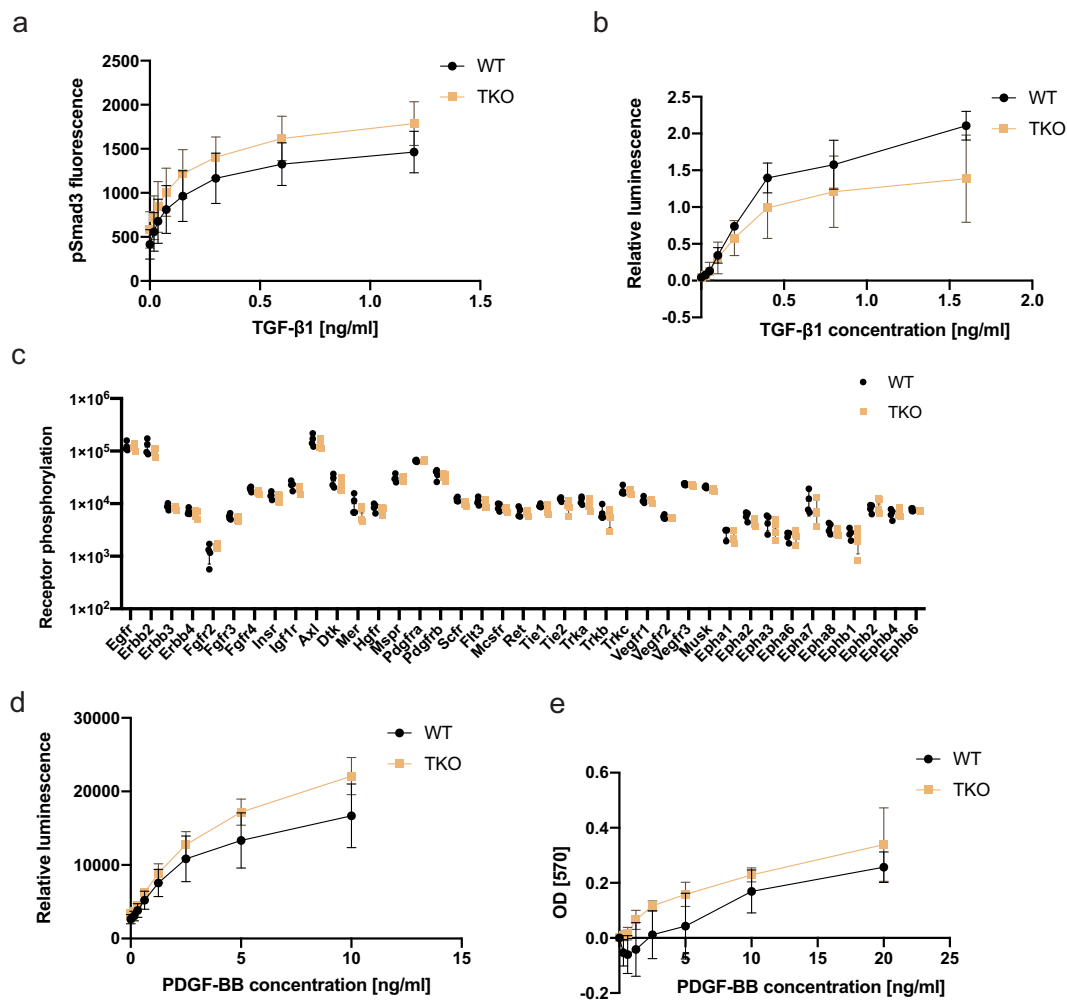 a
2500
2000
1500
1000
500
0
pSmad3 fluorescence
0.0 0.5 1.0 1.5
TGF-β1 [ng/ml]
WT
TKO
b
2.5
2.0
1.5
1.0
0.5
0.0
-0.5
Relative luminescence
0.5 1.0 1.5 2.0
TGF-β1 concentration [ng/ml]
WT
TKO
c
1×10⁶
1×10⁵
1×10⁴
1×10³
1×10²
Receptor phosphorylation
WT
TKO
Egfr Erbb2 Erbb3 Erbb4 Fgfr2 Fgfr3 Fgfr4 Insr Igf1r Axl Dtk Mer Hgfr Mspr Pdgfra Pdgfrb Scfr Flt3 Mcsfr Ret Tie1 Tie2 Trka Trkb Trkc Vegfr1 Vegfr2 Vegfr3 Musk Epha1 Epha2 Epha3 Epha6 Epha7 Epha8 Ephb1 Ephb2 Ephb4 Ephb6
d
30000
20000
10000
0
Relative luminescence
0 5 10 15
PDGF-BB concentration [ng/ml]
WT
TKO
e
0.6
0.4
0.2
0.0
-0.2
OD [570]
5 10 15 20 25
PDGF-BB concentration [ng/ml]
WT
TKO